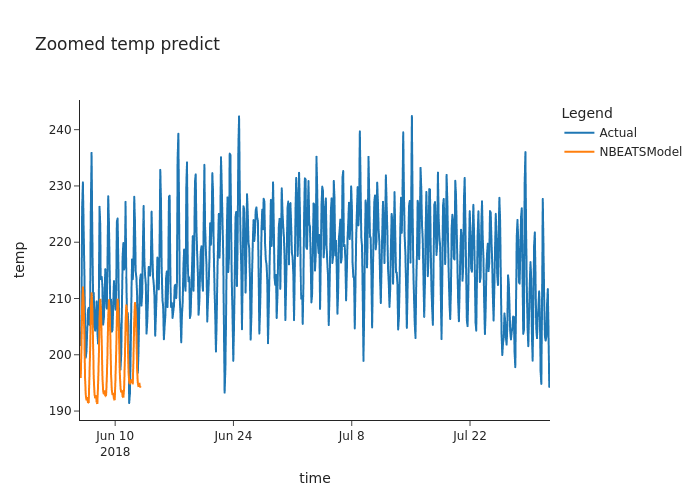 Zoomed temp predict
Legend
Actual
NBEATSModel
temp
240
230
220
210
200
190
Jun 10
2018
Jun 24
Jul 8
Jul 22
time